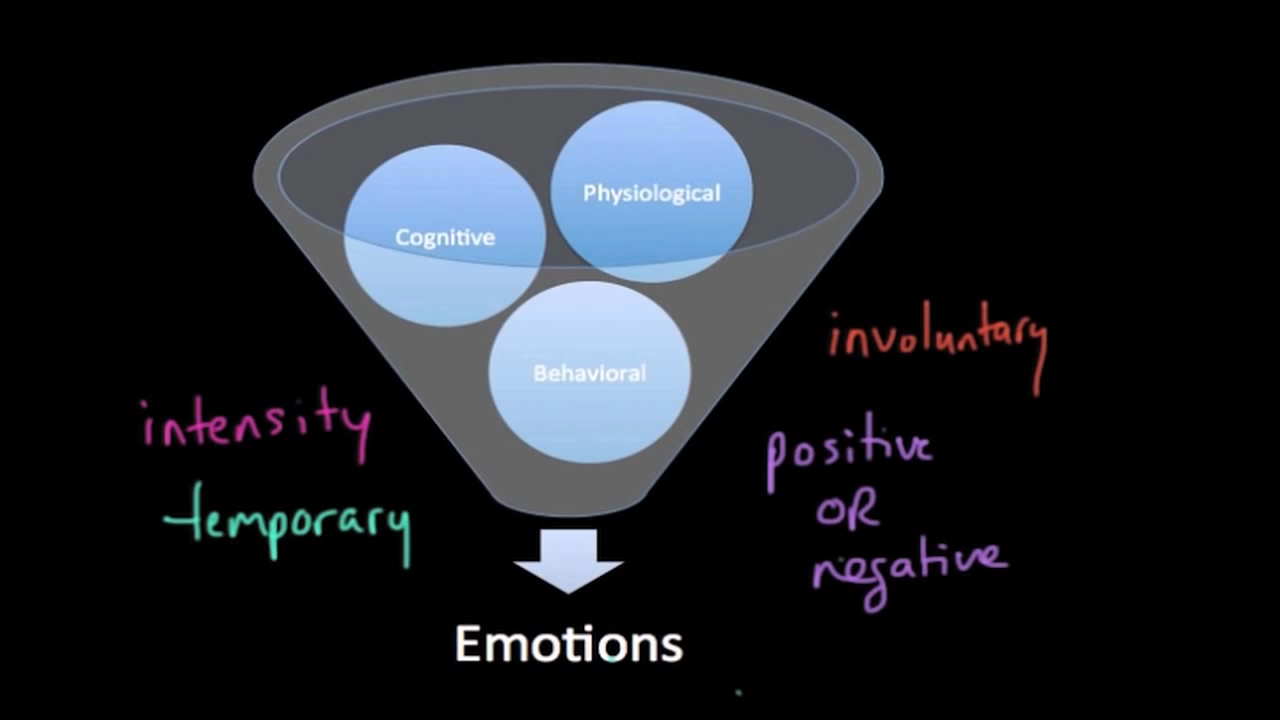 Physiological
Cognitive
Behavioral
involuntary
intensity
temporary
positive
OR
negative
Emotions